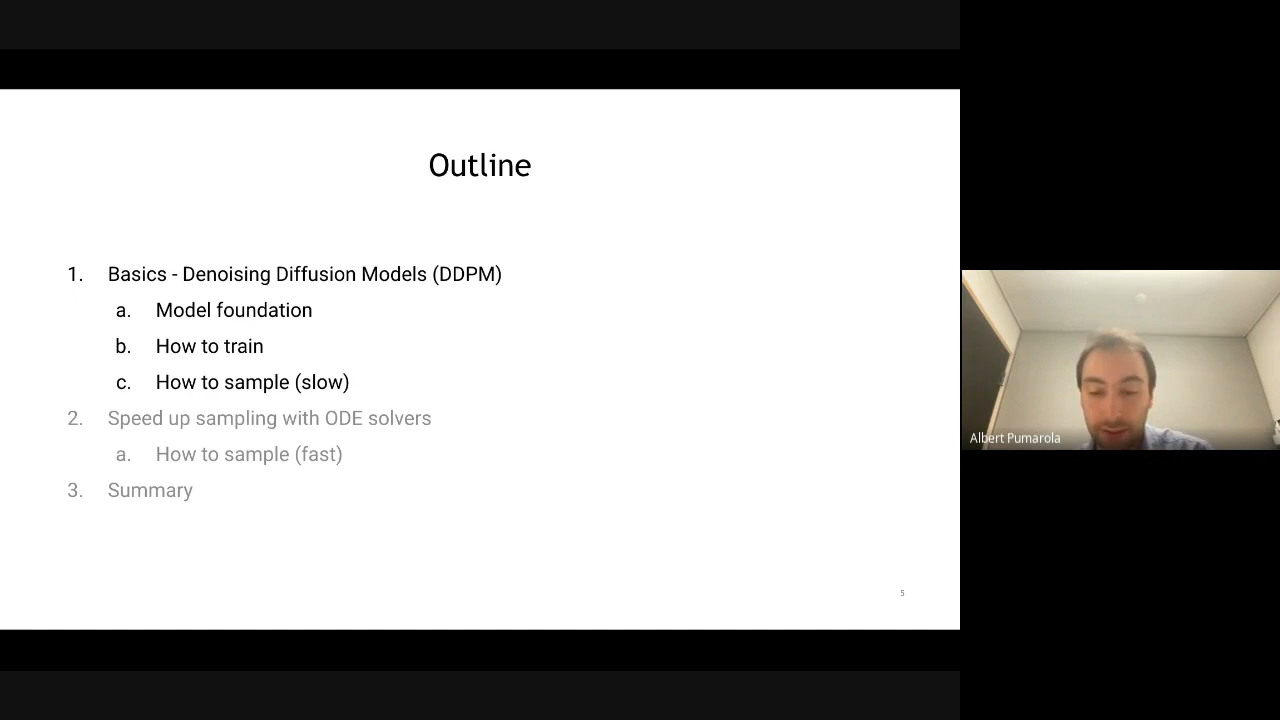 Outline
1. Basics - Denoising Diffusion Models (DDPM)
a. Model foundation
b. How to train
c. How to sample (slow)
2. Speed up sampling with ODE solvers
a. How to sample (fast)
3. Summary
5
Albert Pumarola